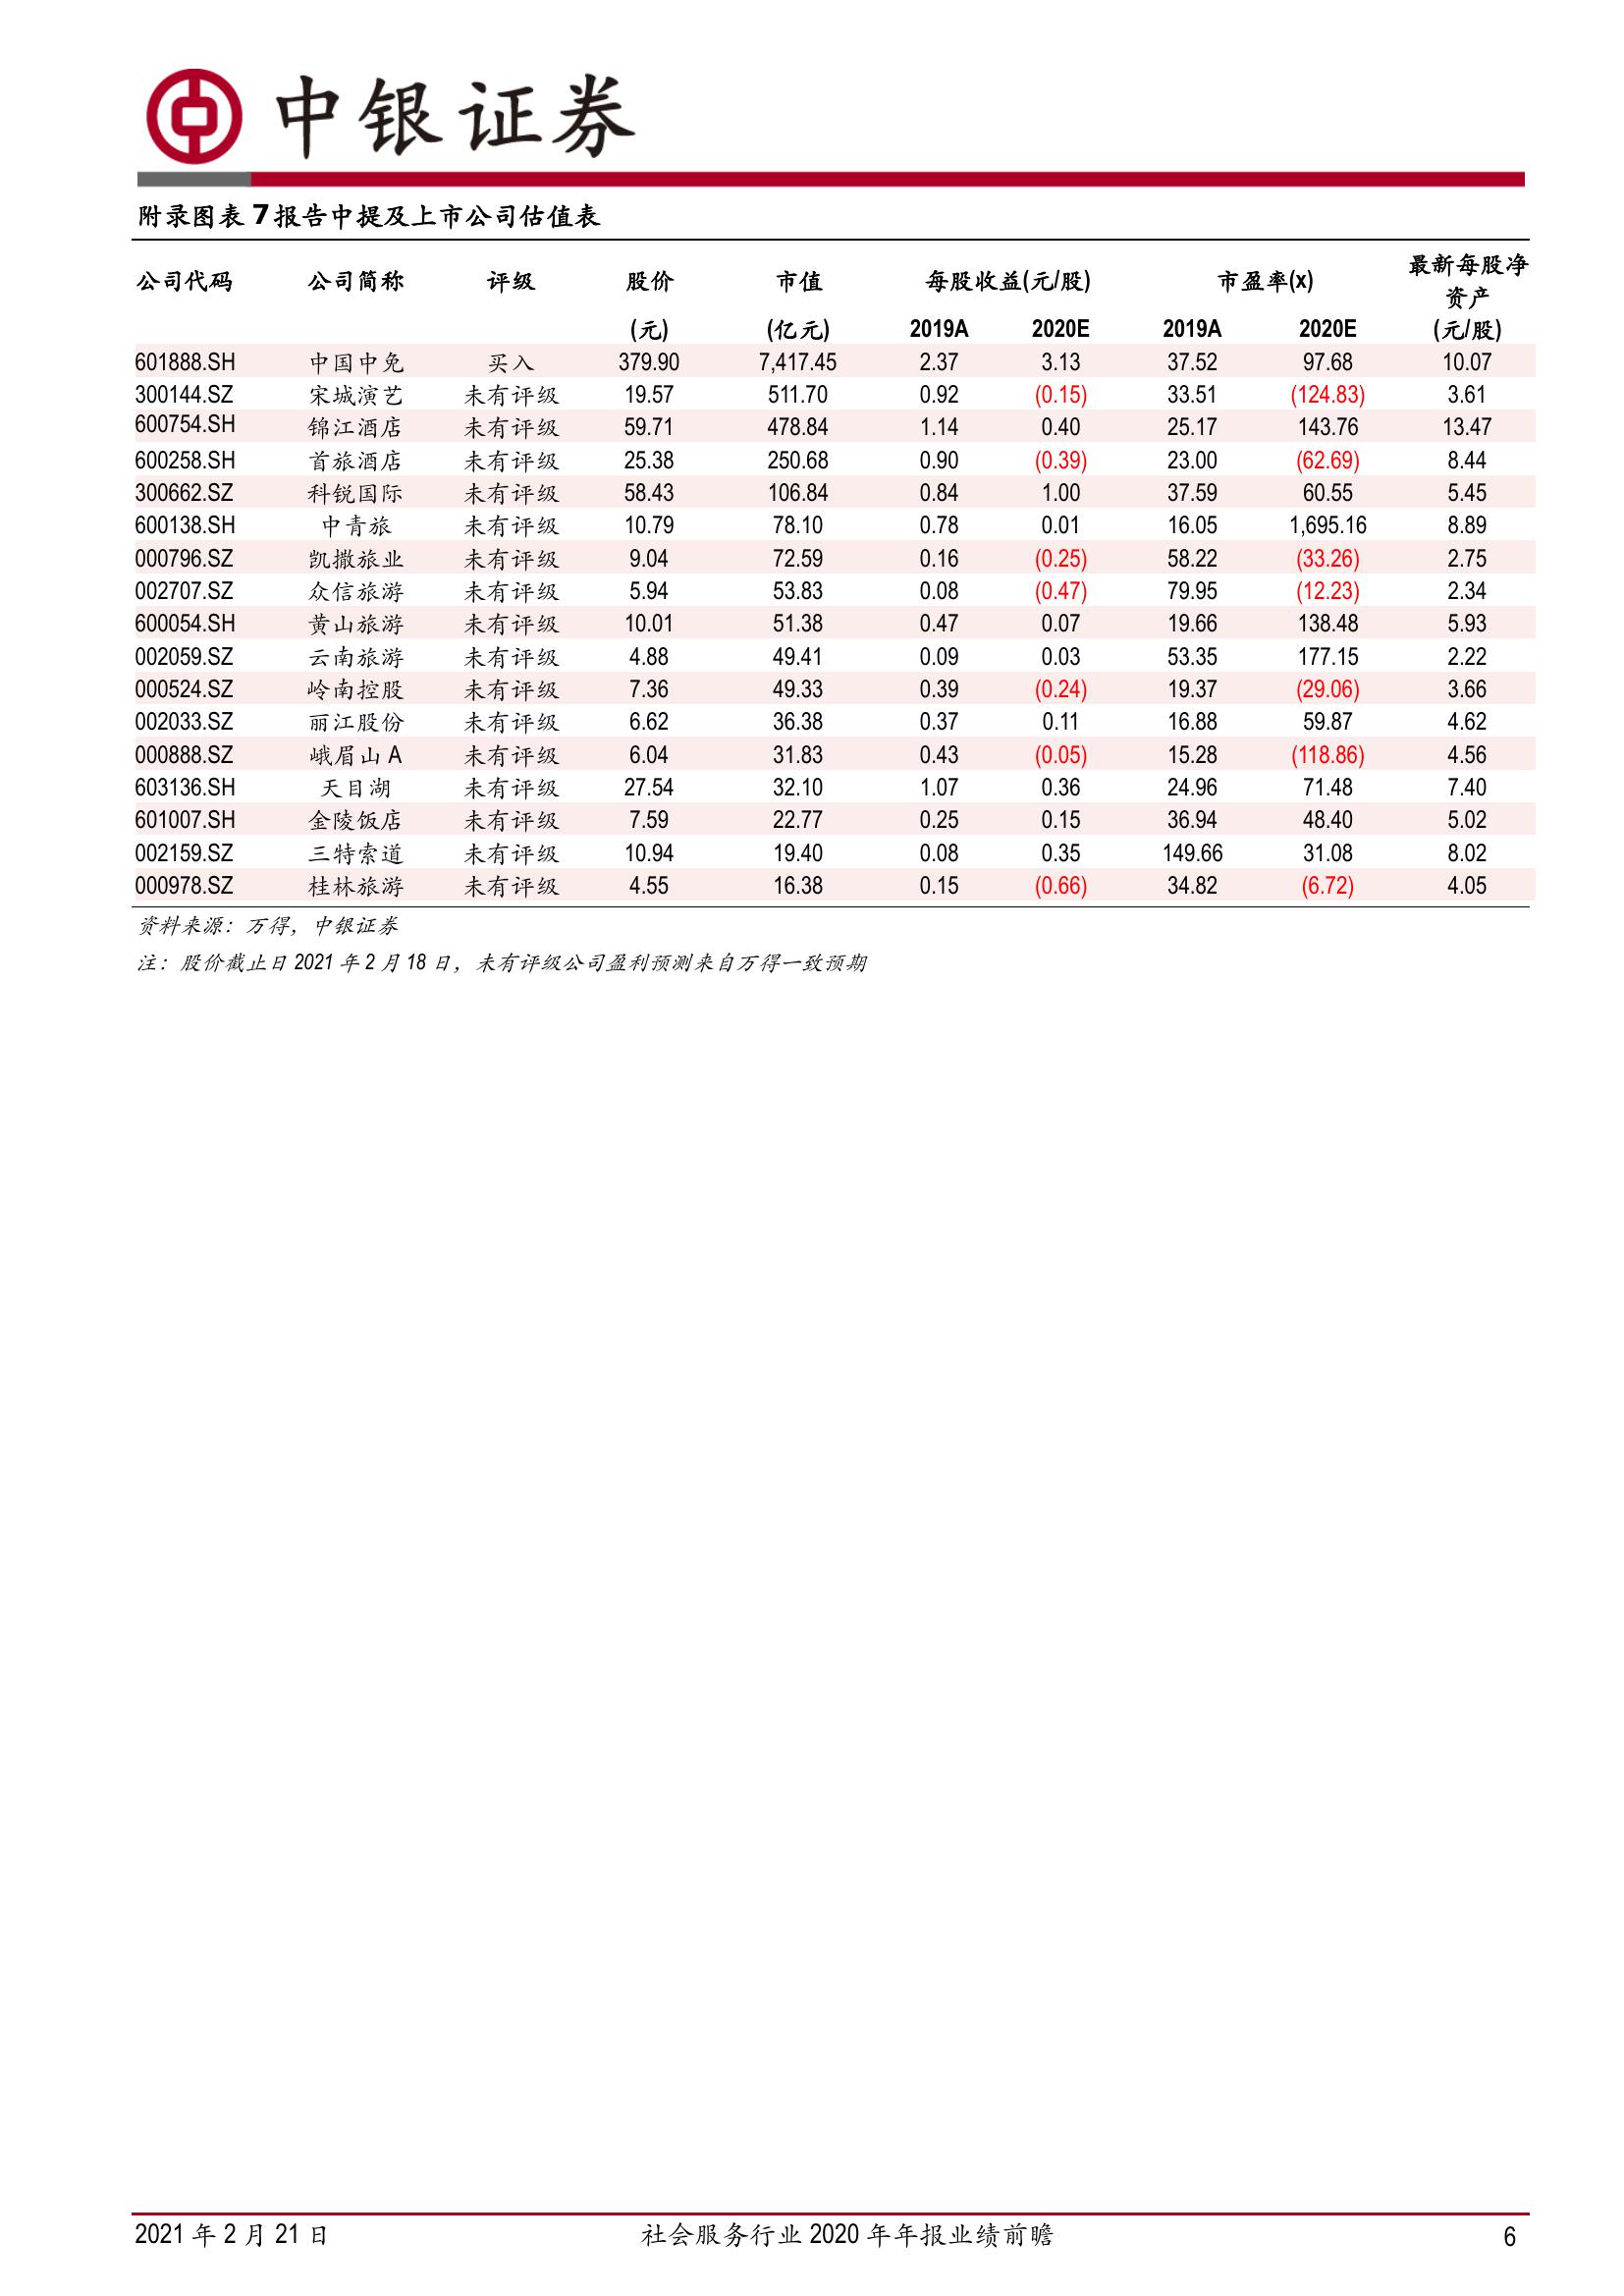 中银证券
附录图表 7 报告中提及上市公司估值表
公司代码 公司简称 评级 股价 市值 每股收益(元/股) 市盈率(x) 最新每股净资产
(元) (亿元) 2019A 2020E 2019A 2020E (元/股)
601888.SH 中国中免 买入 379.90 7,417.45 2.37 3.13 37.52 97.68 10.07
300144.SZ 宋城演艺 未有评级 19.57 511.70 0.92 (0.15) 33.51 (124.83) 3.61
600754.SH 锦江酒店 未有评级 59.71 478.84 1.14 0.40 25.17 143.76 13.47
600258.SH 首旅酒店 未有评级 25.38 250.68 0.90 (0.39) 23.00 (62.69) 8.44
300662.SZ 科锐国际 未有评级 58.43 106.84 0.84 1.00 37.59 60.55 5.45
600138.SH 中青旅 未有评级 10.79 78.10 0.78 0.01 16.05 1,695.16 8.89
000796.SZ 凯撒旅业 未有评级 9.04 72.59 0.16 (0.25) 58.22 (33.26) 2.75
002707.SZ 众信旅游 未有评级 5.94 53.83 0.08 (0.47) 79.95 (12.23) 2.34
600054.SH 黄山旅游 未有评级 10.01 51.38 0.47 0.07 19.66 138.48 5.93
002059.SZ 云南旅游 未有评级 4.88 49.41 0.09 0.03 53.35 177.15 2.22
000524.SZ 岭南控股 未有评级 7.36 49.33 0.39 (0.24) 19.37 (29.06) 3.66
002033.SZ 丽江股份 未有评级 6.62 36.38 0.37 0.11 16.88 59.87 4.62
000888.SZ 峨眉山 A 未有评级 6.04 31.83 0.43 (0.05) 15.28 (118.86) 4.56
603136.SH 天目湖 未有评级 27.54 32.10 1.07 0.36 24.96 71.48 7.40
601007.SH 金陵饭店 未有评级 7.59 22.77 0.25 0.15 36.94 48.40 5.02
002159.SZ 三特索道 未有评级 10.94 19.40 0.08 0.35 149.66 31.08 8.02
000978.SZ 桂林旅游 未有评级 4.55 16.38 0.15 (0.66) 34.82 (6.72) 4.05
资料来源：万得，中银证券
注：股价截止日 2021 年 2 月 18 日，未有评级公司盈利预测来自万得一致预期
2021 年 2 月 21 日 社会服务行业 2020 年年报业绩前瞻 6